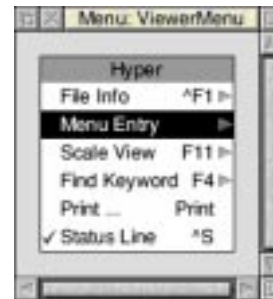 Menu: ViewerMenu
Hyper
File Info ^F1
Menu Entry
Scale View F11
Find Keyword F4
Print ... Print
✓ Status Line ^S